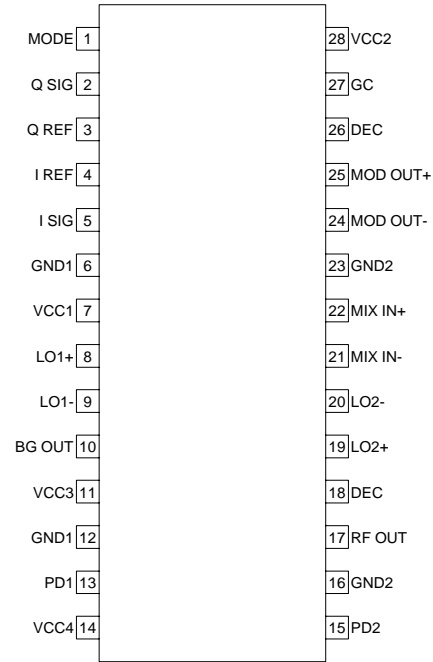 MODE 1 28 VCC2
Q SIG 2 27 GC
Q REF 3 26 DEC
I REF 4 25 MOD OUT+
I SIG 5 24 MOD OUT-
GND1 6 23 GND2
VCC1 7 22 MIX IN+
LO1+ 8 21 MIX IN-
LO1- 9 20 LO2-
BG OUT 10 19 LO2+
VCC3 11 18 DEC
GND1 12 17 RF OUT
PD1 13 16 GND2
VCC4 14 15 PD2